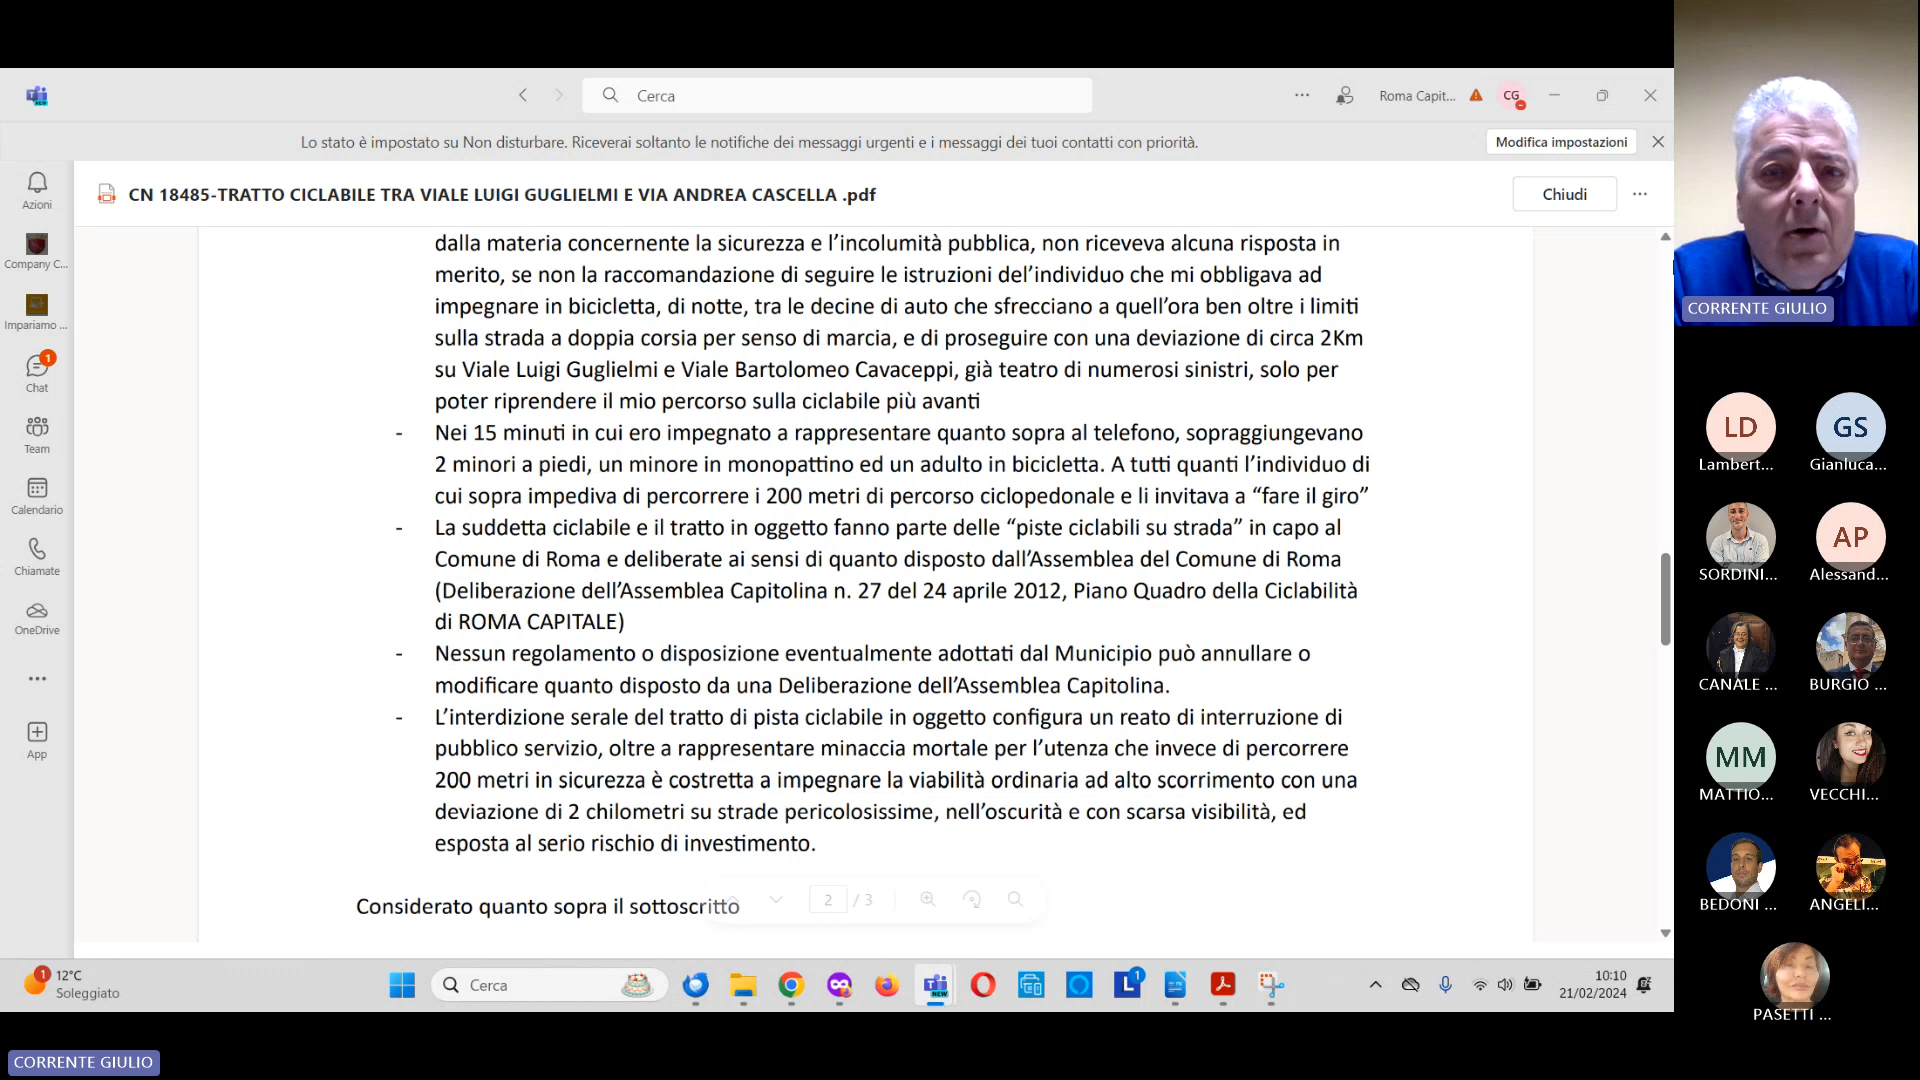 Cerca
Roma Capit...
CG
Lo stato è impostato su Non disturbare. Riceverai soltanto le notifiche dei messaggi urgenti e i messaggi dei tuoi contatti con priorità.
Modifica impostazioni
Azioni
Company C...
Impariamo ...
1
Chat
Team
Calendario
Chiamate
OneDrive
App
CN 18485-TRATTO CICLABILE TRA VIALE LUIGI GUGLIELMI E VIA ANDREA CASCELLA .pdf
Chiudi
dalla materia concernente la sicurezza e l'incolumità pubblica, non riceveva alcuna risposta in
merito, se non la raccomandazione di seguire le istruzioni del'individuo che mi obbligava ad
impegnare in bicicletta, di notte, tra le decine di auto che sfrecciano a quell'ora ben oltre i limiti
sulla strada a doppia corsia per senso di marcia, e di proseguire con una deviazione di circa 2Km
su Viale Luigi Guglielmi e Viale Bartolomeo Cavaceppi, già teatro di numerosi sinistri, solo per
poter riprendere il mio percorso sulla ciclabile più avanti
- Nei 15 minuti in cui ero impegnato a rappresentare quanto sopra al telefono, sopraggiungevano
2 minori a piedi, un minore in monopattino ed un adulto in bicicletta. A tutti quanti l'individuo di
cui sopra impediva di percorrere i 200 metri di percorso ciclopedonale e li invitava a “fare il giro”
- La suddetta ciclabile e il tratto in oggetto fanno parte delle “piste ciclabili su strada” in capo al
Comune di Roma e deliberate ai sensi di quanto disposto dall'Assemblea del Comune di Roma
(Deliberazione dell'Assemblea Capitolina n. 27 del 24 aprile 2012, Piano Quadro della Ciclabilità
di ROMA CAPITALE)
- Nessun regolamento o disposizione eventualmente adottati dal Municipio può annullare o
modificare quanto disposto da una Deliberazione dell'Assemblea Capitolina.
- L'interdizione serale del tratto di pista ciclabile in oggetto configura un reato di interruzione di
pubblico servizio, oltre a rappresentare minaccia mortale per l'utenza che invece di percorrere
200 metri in sicurezza è costretta a impegnare la viabilità ordinaria ad alto scorrimento con una
deviazione di 2 chilometri su strade pericolosissime, nell'oscurità e con scarsa visibilità, ed
esposta al serio rischio di investimento.
Considerato quanto sopra il sottoscritto
2 / 3
1
12°C
Soleggiato
Cerca
NEW
L
1
10:10
21/02/2024
CORRENTE GIULIO
CORRENTE GIULIO
LD
Lambert...
GS
Gianluca...
SORDINI...
AP
Alessand...
CANALE ...
BURGIO ...
MM
MATTIO...
VECCHI...
BEDONI ...
ANGELI...
PASETTI ...